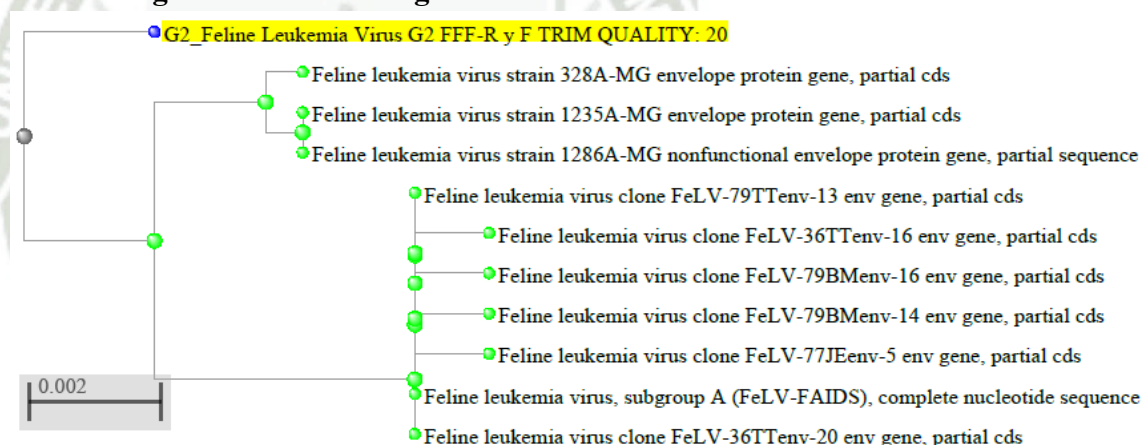 G2_Feline Leukemia Virus G2 FFF-R y F TRIM QUALITY: 20
Feline leukemia virus strain 328A-MG envelope protein gene, partial cds
Feline leukemia virus strain 1235A-MG envelope protein gene, partial cds
Feline leukemia virus strain 1286A-MG nonfunctional envelope protein gene, partial sequence
Feline leukemia virus clone FeLV-79TTenv-13 env gene, partial cds
Feline leukemia virus clone FeLV-36TTenv-16 env gene, partial cds
Feline leukemia virus clone FeLV-79BMenv-16 env gene, partial cds
Feline leukemia virus clone FeLV-79BMenv-14 env gene, partial cds
Feline leukemia virus clone FeLV-77JEenv-5 env gene, partial cds
0.002
Feline leukemia virus, subgroup A (FeLV-FAIDS), complete nucleotide sequence
Feline leukemia virus clone FeLV-36TTenv-20 env gene, partial cds